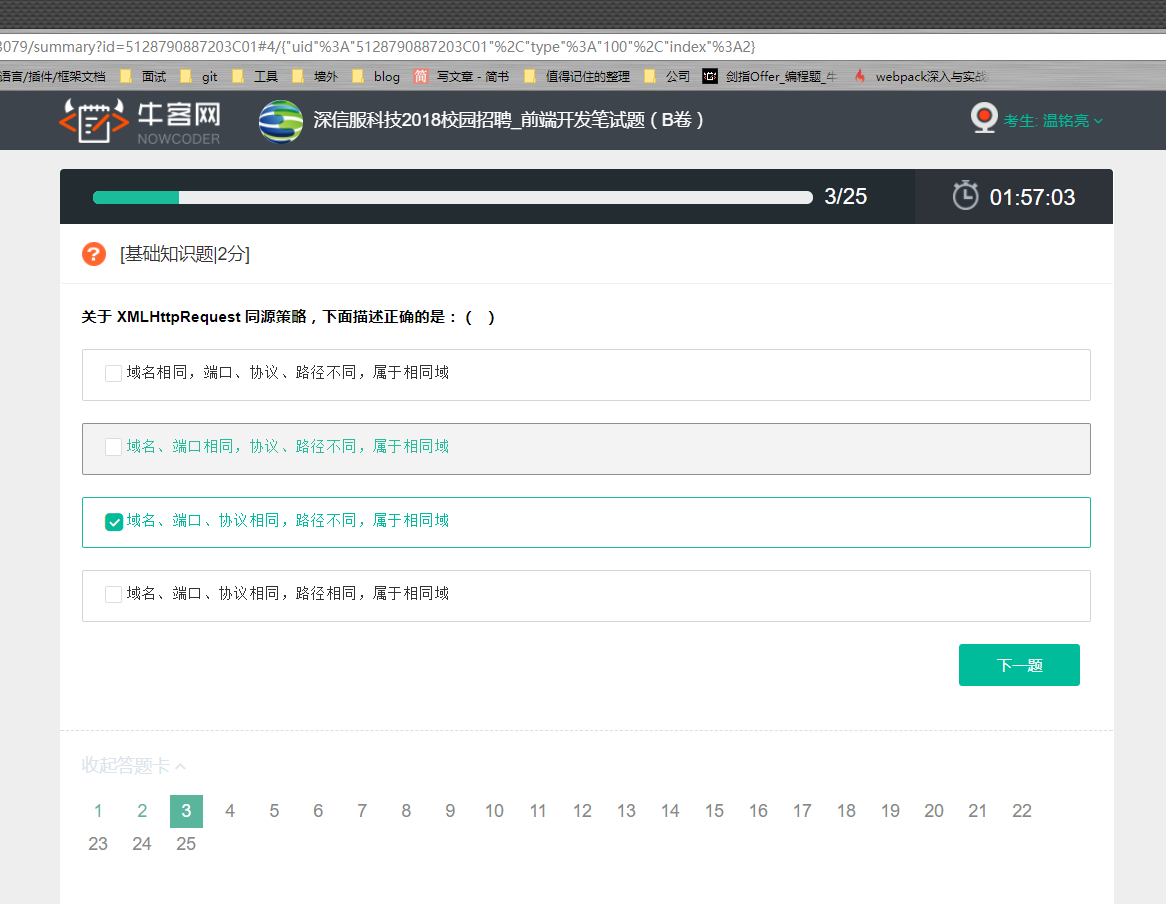 3079/summary?id=5128790887203C01#4/{"uid"%3A"5128790887203C01"%2C"type"%3A"100"%2C"index"%3A2}
语言/插件/框架文档 面试 git 工具 墙外 blog 简 写文章 - 简书 值得记住的整理 公司 剑指Offer_编程题_牛 webpack深入与实战
牛客网 NOWCODER 深信服科技2018校园招聘_前端开发笔试题（B卷） 考生: 温铭亮
3/25 01:57:03
? [基础知识题|2分]
关于 XMLHttpRequest 同源策略，下面描述正确的是：（ ）
域名相同，端口、协议、路径不同，属于相同域
域名、端口相同，协议、路径不同，属于相同域
域名、端口、协议相同，路径不同，属于相同域
域名、端口、协议相同，路径相同，属于相同域
下一题
收起答题卡
1 2 3 4 5 6 7 8 9 10 11 12 13 14 15 16 17 18 19 20 21 22
23 24 25